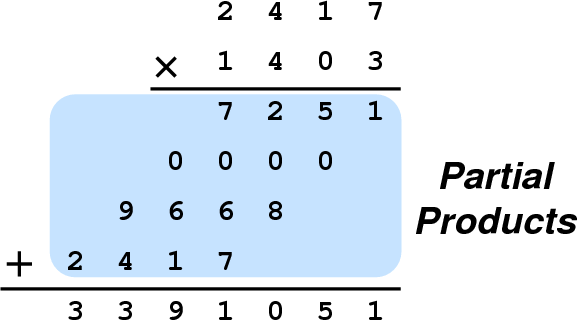 2 4 1 7
× 1 4 0 3
7 2 5 1
0 0 0 0
9 6 6 8
+ 2 4 1 7
3 3 9 1 0 5 1
Partial
Products